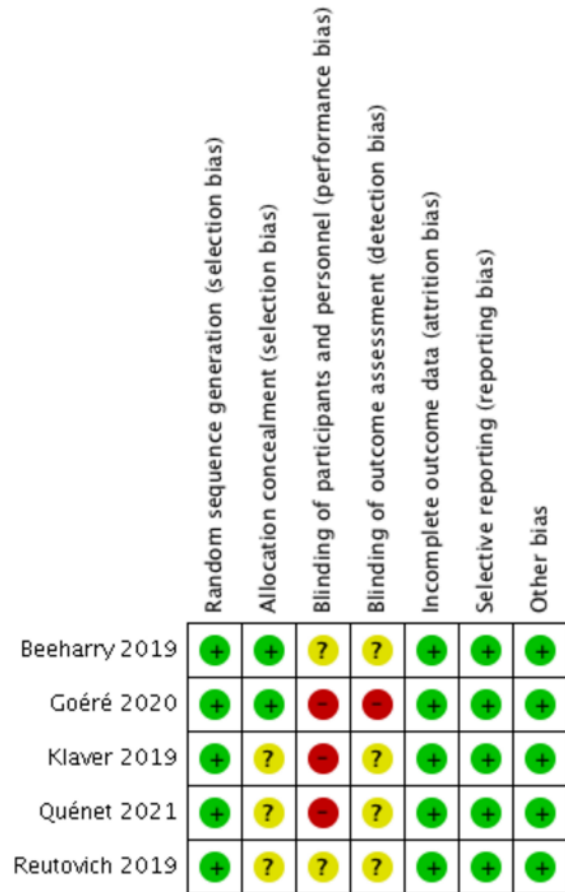 Random sequence generation (selection bias)
Allocation concealment (selection bias)
Blinding of participants and personnel (performance bias)
Blinding of outcome assessment (detection bias)
Incomplete outcome data (attrition bias)
Selective reporting (reporting bias)
Other bias
Beeharry 2019 + + ? ? + + +
Goéré 2020 + + - - + + +
Klaver 2019 + ? - ? + + +
Quénet 2021 + ? - ? + + +
Reutovich 2019 + ? ? ? + + +